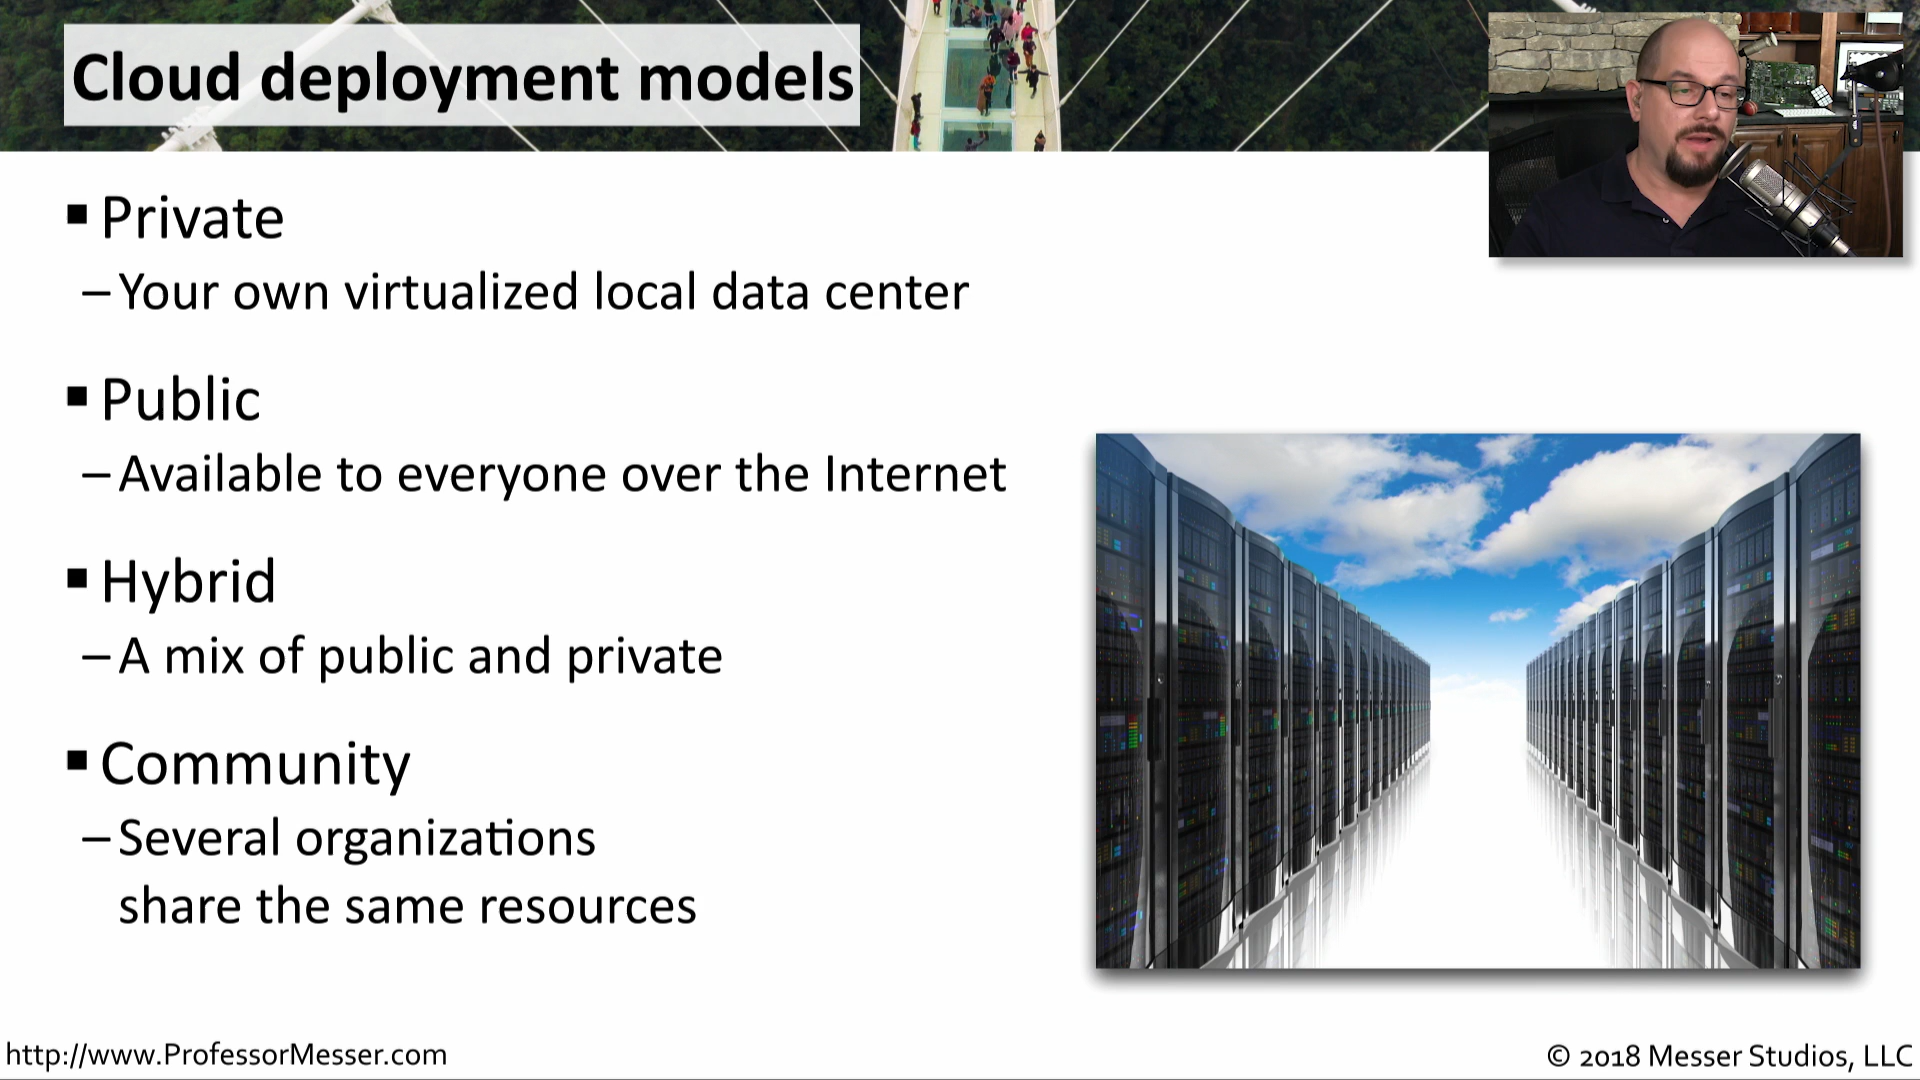 Cloud deployment models
▪ Private
– Your own virtualized local data center
▪ Public
– Available to everyone over the Internet
▪ Hybrid
– A mix of public and private
▪ Community
– Several organizations
share the same resources
http://www.ProfessorMesser.com
© 2018 Messer Studios, LLC